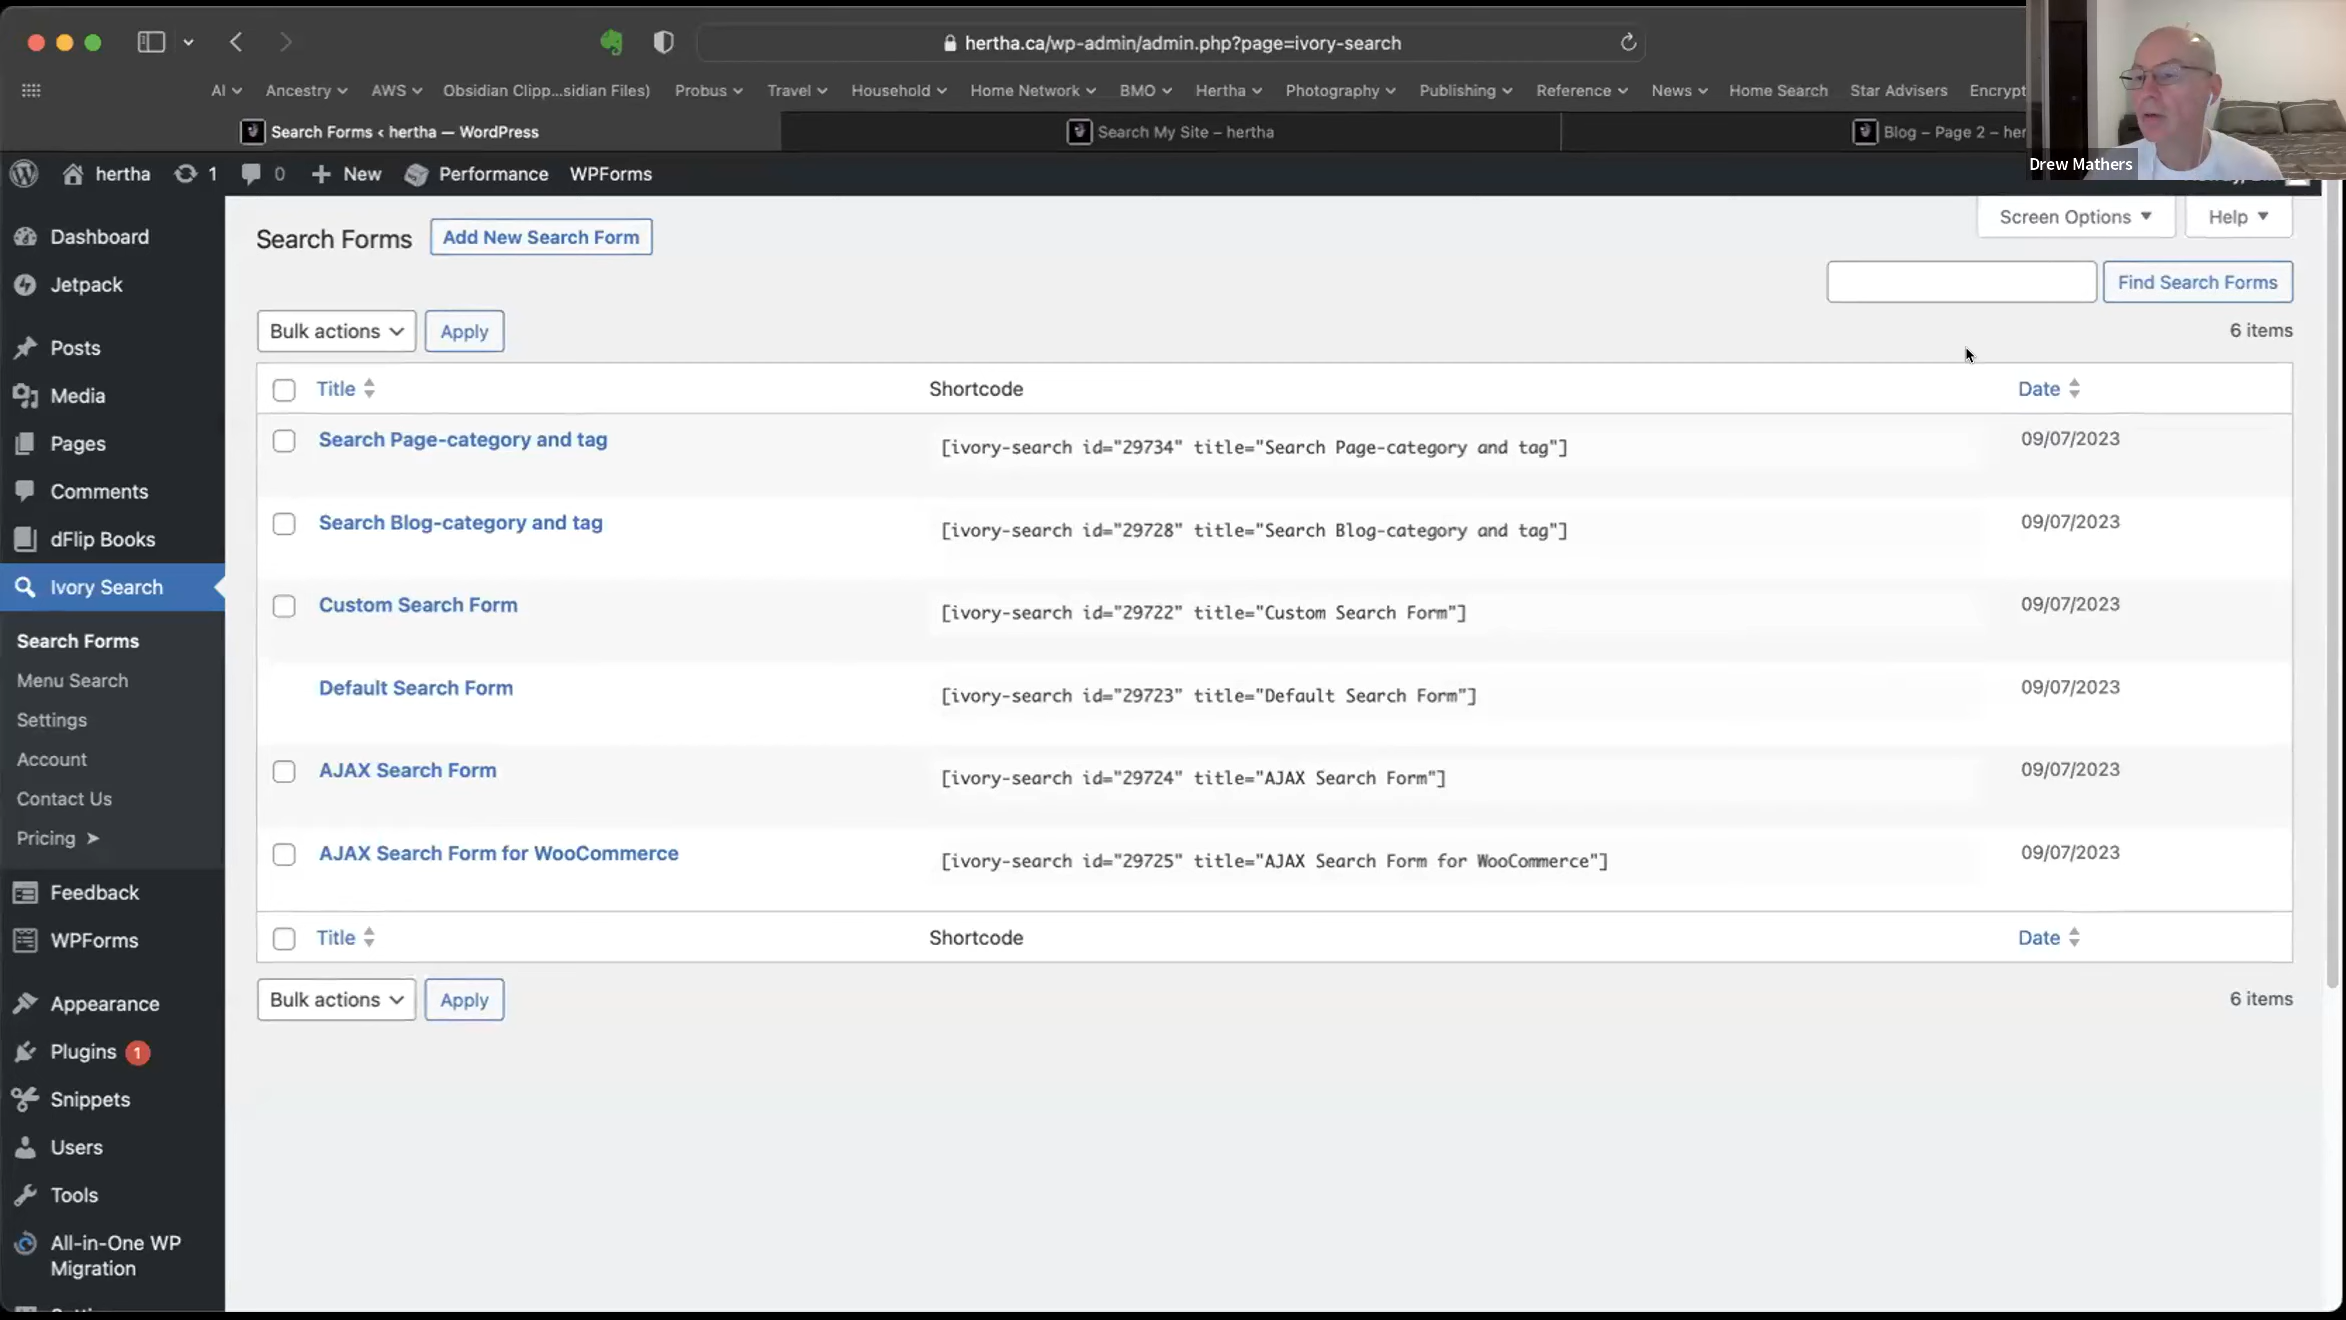 hertha.ca/wp-admin/admin.php?page=ivory-search
AI Ancestry AWS Obsidian Clipp...sidian Files) Probus Travel Household Home Network BMO Hertha Photography Publishing Reference News Home Search Star Advisers Encrypt
Search Forms < hertha — WordPress
Search My Site – hertha
Blog – Page 2 – her
Drew Mathers
hertha 1 0 New Performance WPForms
Screen Options Help
Search Forms Add New Search Form
Find Search Forms
Bulk actions Apply
6 items
Title Shortcode Date
Search Page-category and tag [ivory-search id="29734" title="Search Page-category and tag"] 09/07/2023
Search Blog-category and tag [ivory-search id="29728" title="Search Blog-category and tag"] 09/07/2023
Custom Search Form [ivory-search id="29722" title="Custom Search Form"] 09/07/2023
Default Search Form [ivory-search id="29723" title="Default Search Form"] 09/07/2023
AJAX Search Form [ivory-search id="29724" title="AJAX Search Form"] 09/07/2023
AJAX Search Form for WooCommerce [ivory-search id="29725" title="AJAX Search Form for WooCommerce"] 09/07/2023
Title Shortcode Date
Bulk actions Apply
6 items
Dashboard
Jetpack
Posts
Media
Pages
Comments
dFlip Books
Ivory Search
Search Forms
Menu Search
Settings
Account
Contact Us
Pricing ➤
Feedback
WPForms
Appearance
Plugins 1
Snippets
Users
Tools
All-in-One WP
Migration